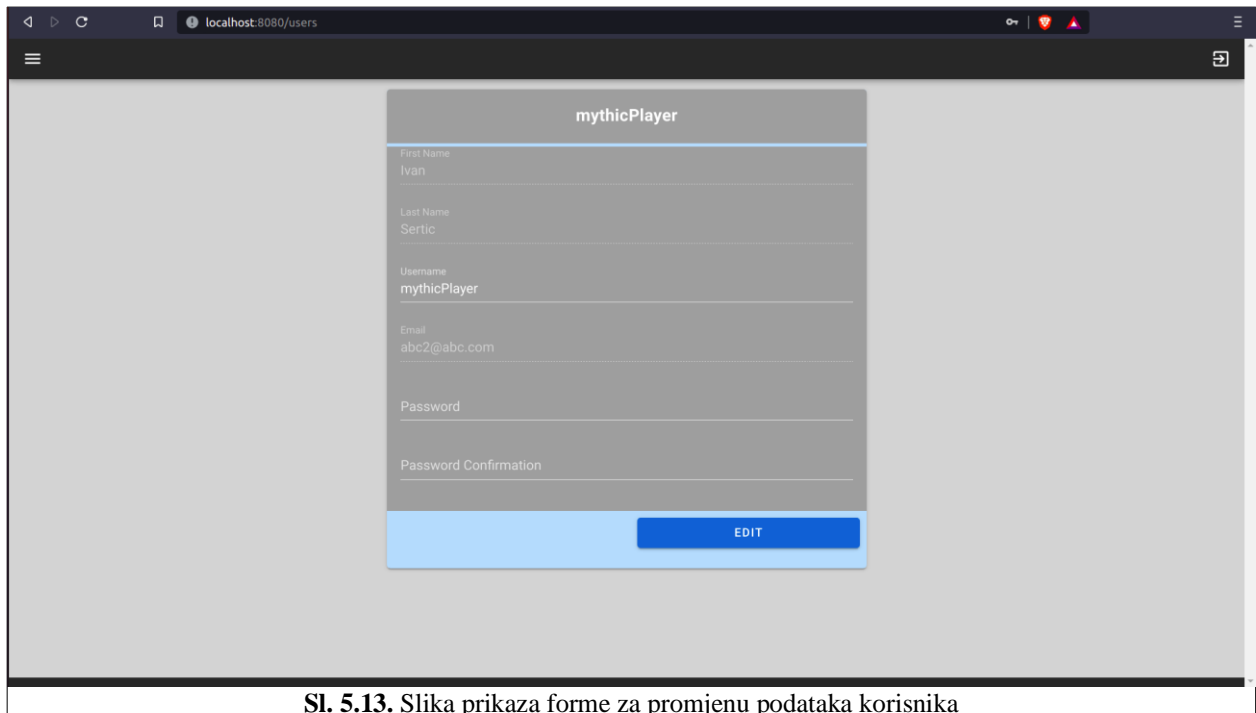 localhost:8080/users
mythicPlayer
First Name
Ivan
Last Name
Sertic
Username
mythicPlayer
Email
abc2@abc.com
Password
Password Confirmation
EDIT
Sl. 5.13. Slika prikaza forme za promjenu podataka korisnika